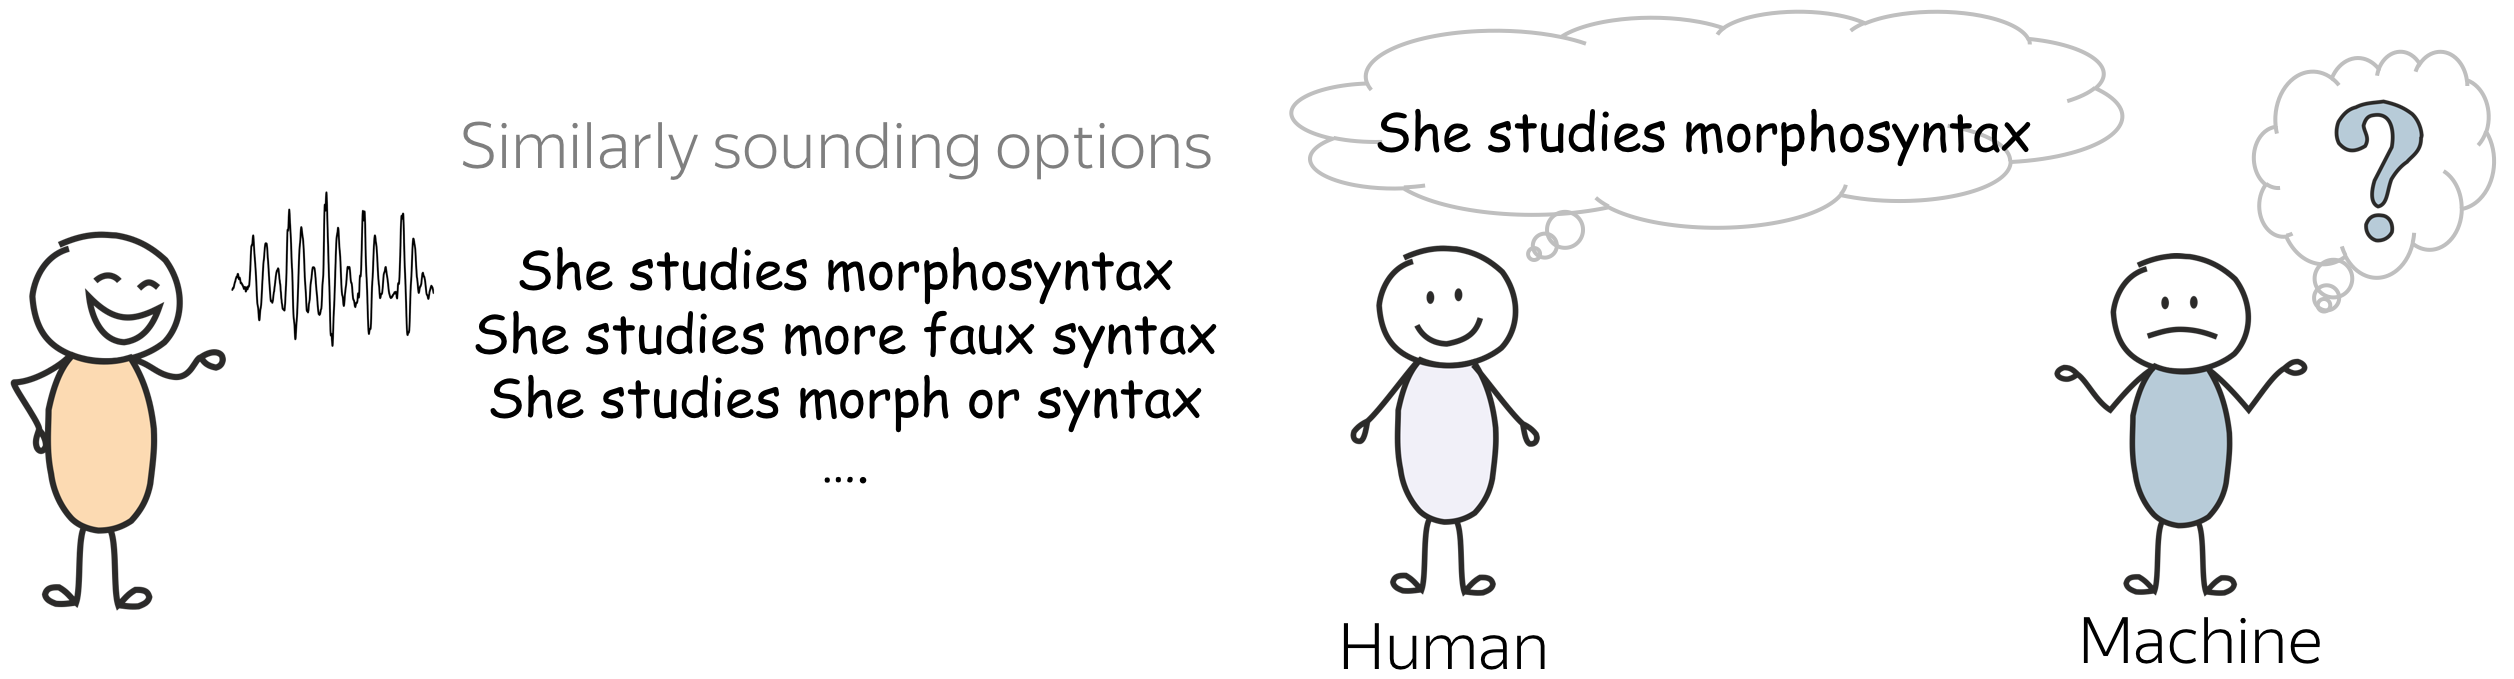 Similarly sounding options
She studies morphosyntax
She studies more faux syntax
She studies morph or syntax
....
She studies morphosyntax
?
Human
Machine